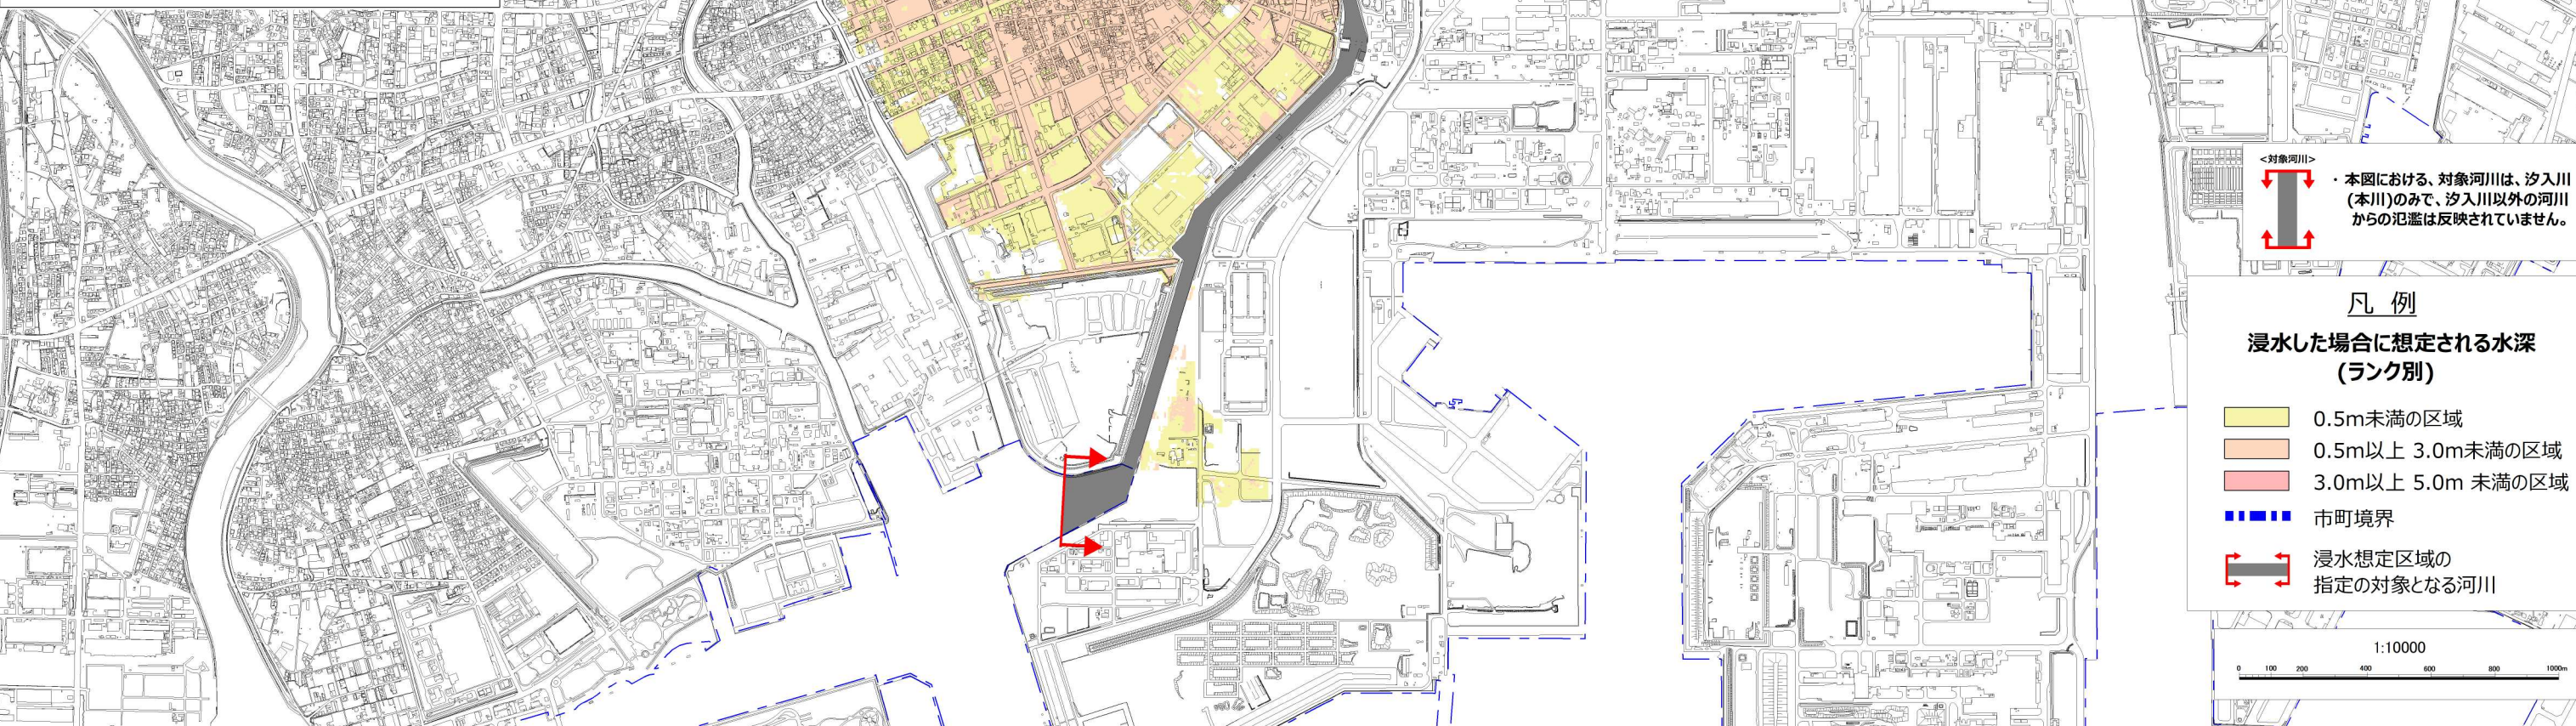 <対象河川>
・本図における、対象河川は、汐入川
(本川)のみで、汐入川以外の河川
からの氾濫は反映されていません。
凡 例
浸水した場合に想定される水深
(ランク別)
0.5m未満の区域
0.5m以上 3.0m未満の区域
3.0m以上 5.0m 未満の区域
市町境界
浸水想定区域の
指定の対象となる河川
1:10000
0 100 200 400 600 800 1000m